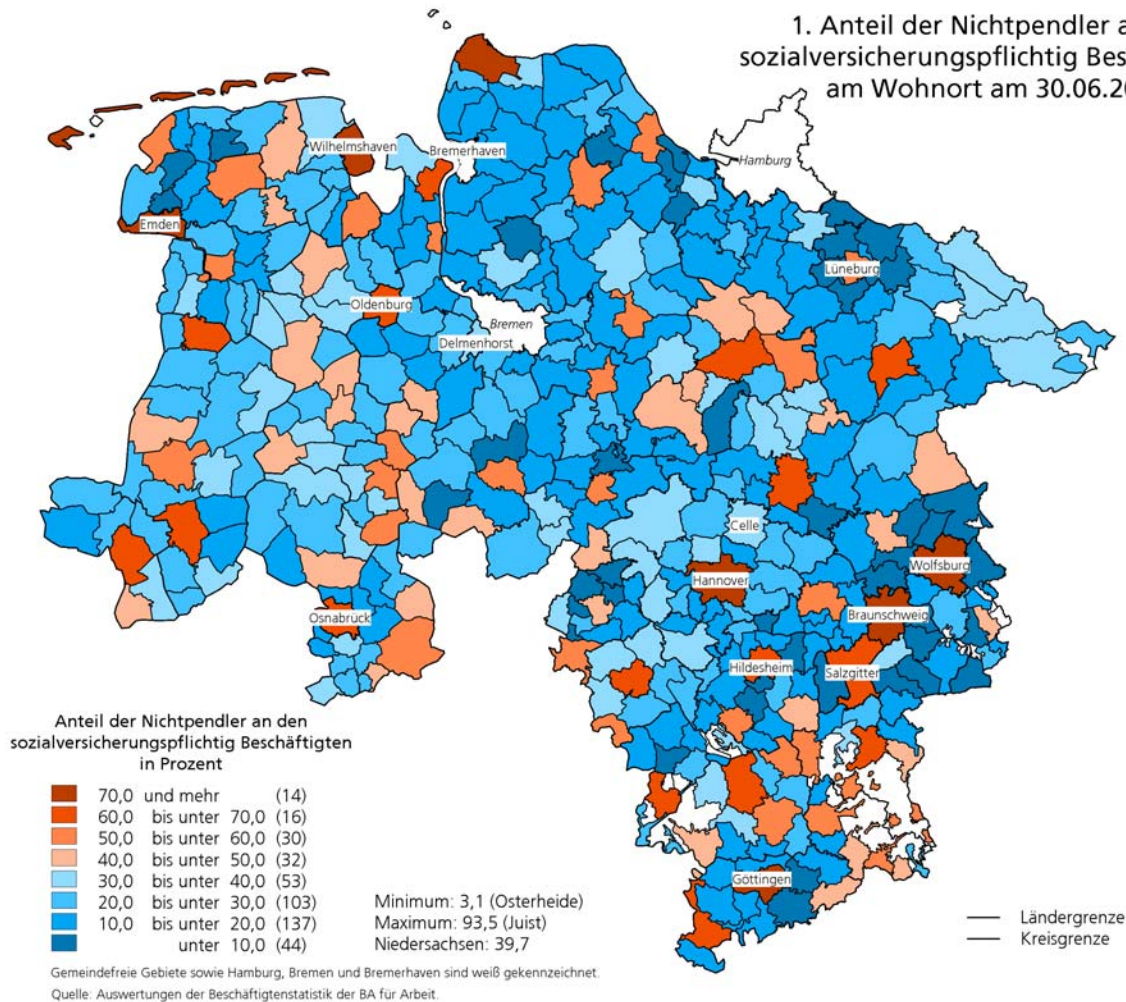 1. Anteil der Nichtpendler a
sozialversicherungspflichtig Bes
am Wohnort am 30.06.20
Wilhelmshaven
Bremerhaven
Hamburg
Emden
Lüneburg
Oldenburg
Bremen
Delmenhorst
Celle
Wolfsburg
Hannover
Braunschweig
Osnabrück
Hildesheim
Salzgitter
Göttingen
Anteil der Nichtpendler an den
sozialversicherungspflichtig Beschäftigten
in Prozent
70,0 und mehr (14)
60,0 bis unter 70,0 (16)
50,0 bis unter 60,0 (30)
40,0 bis unter 50,0 (32)
30,0 bis unter 40,0 (53)
20,0 bis unter 30,0 (103)
10,0 bis unter 20,0 (137)
unter 10,0 (44)
Minimum: 3,1 (Osterheide)
Maximum: 93,5 (Juist)
Niedersachsen: 39,7
Ländergrenze
Kreisgrenze
Gemeindefreie Gebiete sowie Hamburg, Bremen und Bremerhaven sind weiß gekennzeichnet.
Quelle: Auswertungen der Beschäftigtenstatistik der BA für Arbeit.